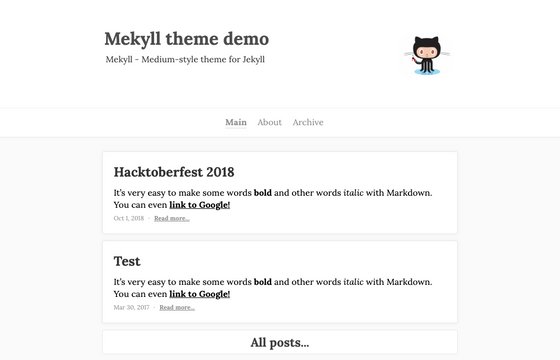 Mekyll theme demo
Mekyll - Medium-style theme for Jekyll
Main About Archive
Hacktoberfest 2018
It's very easy to make some words bold and other words italic with Markdown.
You can even link to Google!
Oct 1, 2018 · Read more...
Test
It's very easy to make some words bold and other words italic with Markdown.
You can even link to Google!
Mar 30, 2017 · Read more...
All posts...